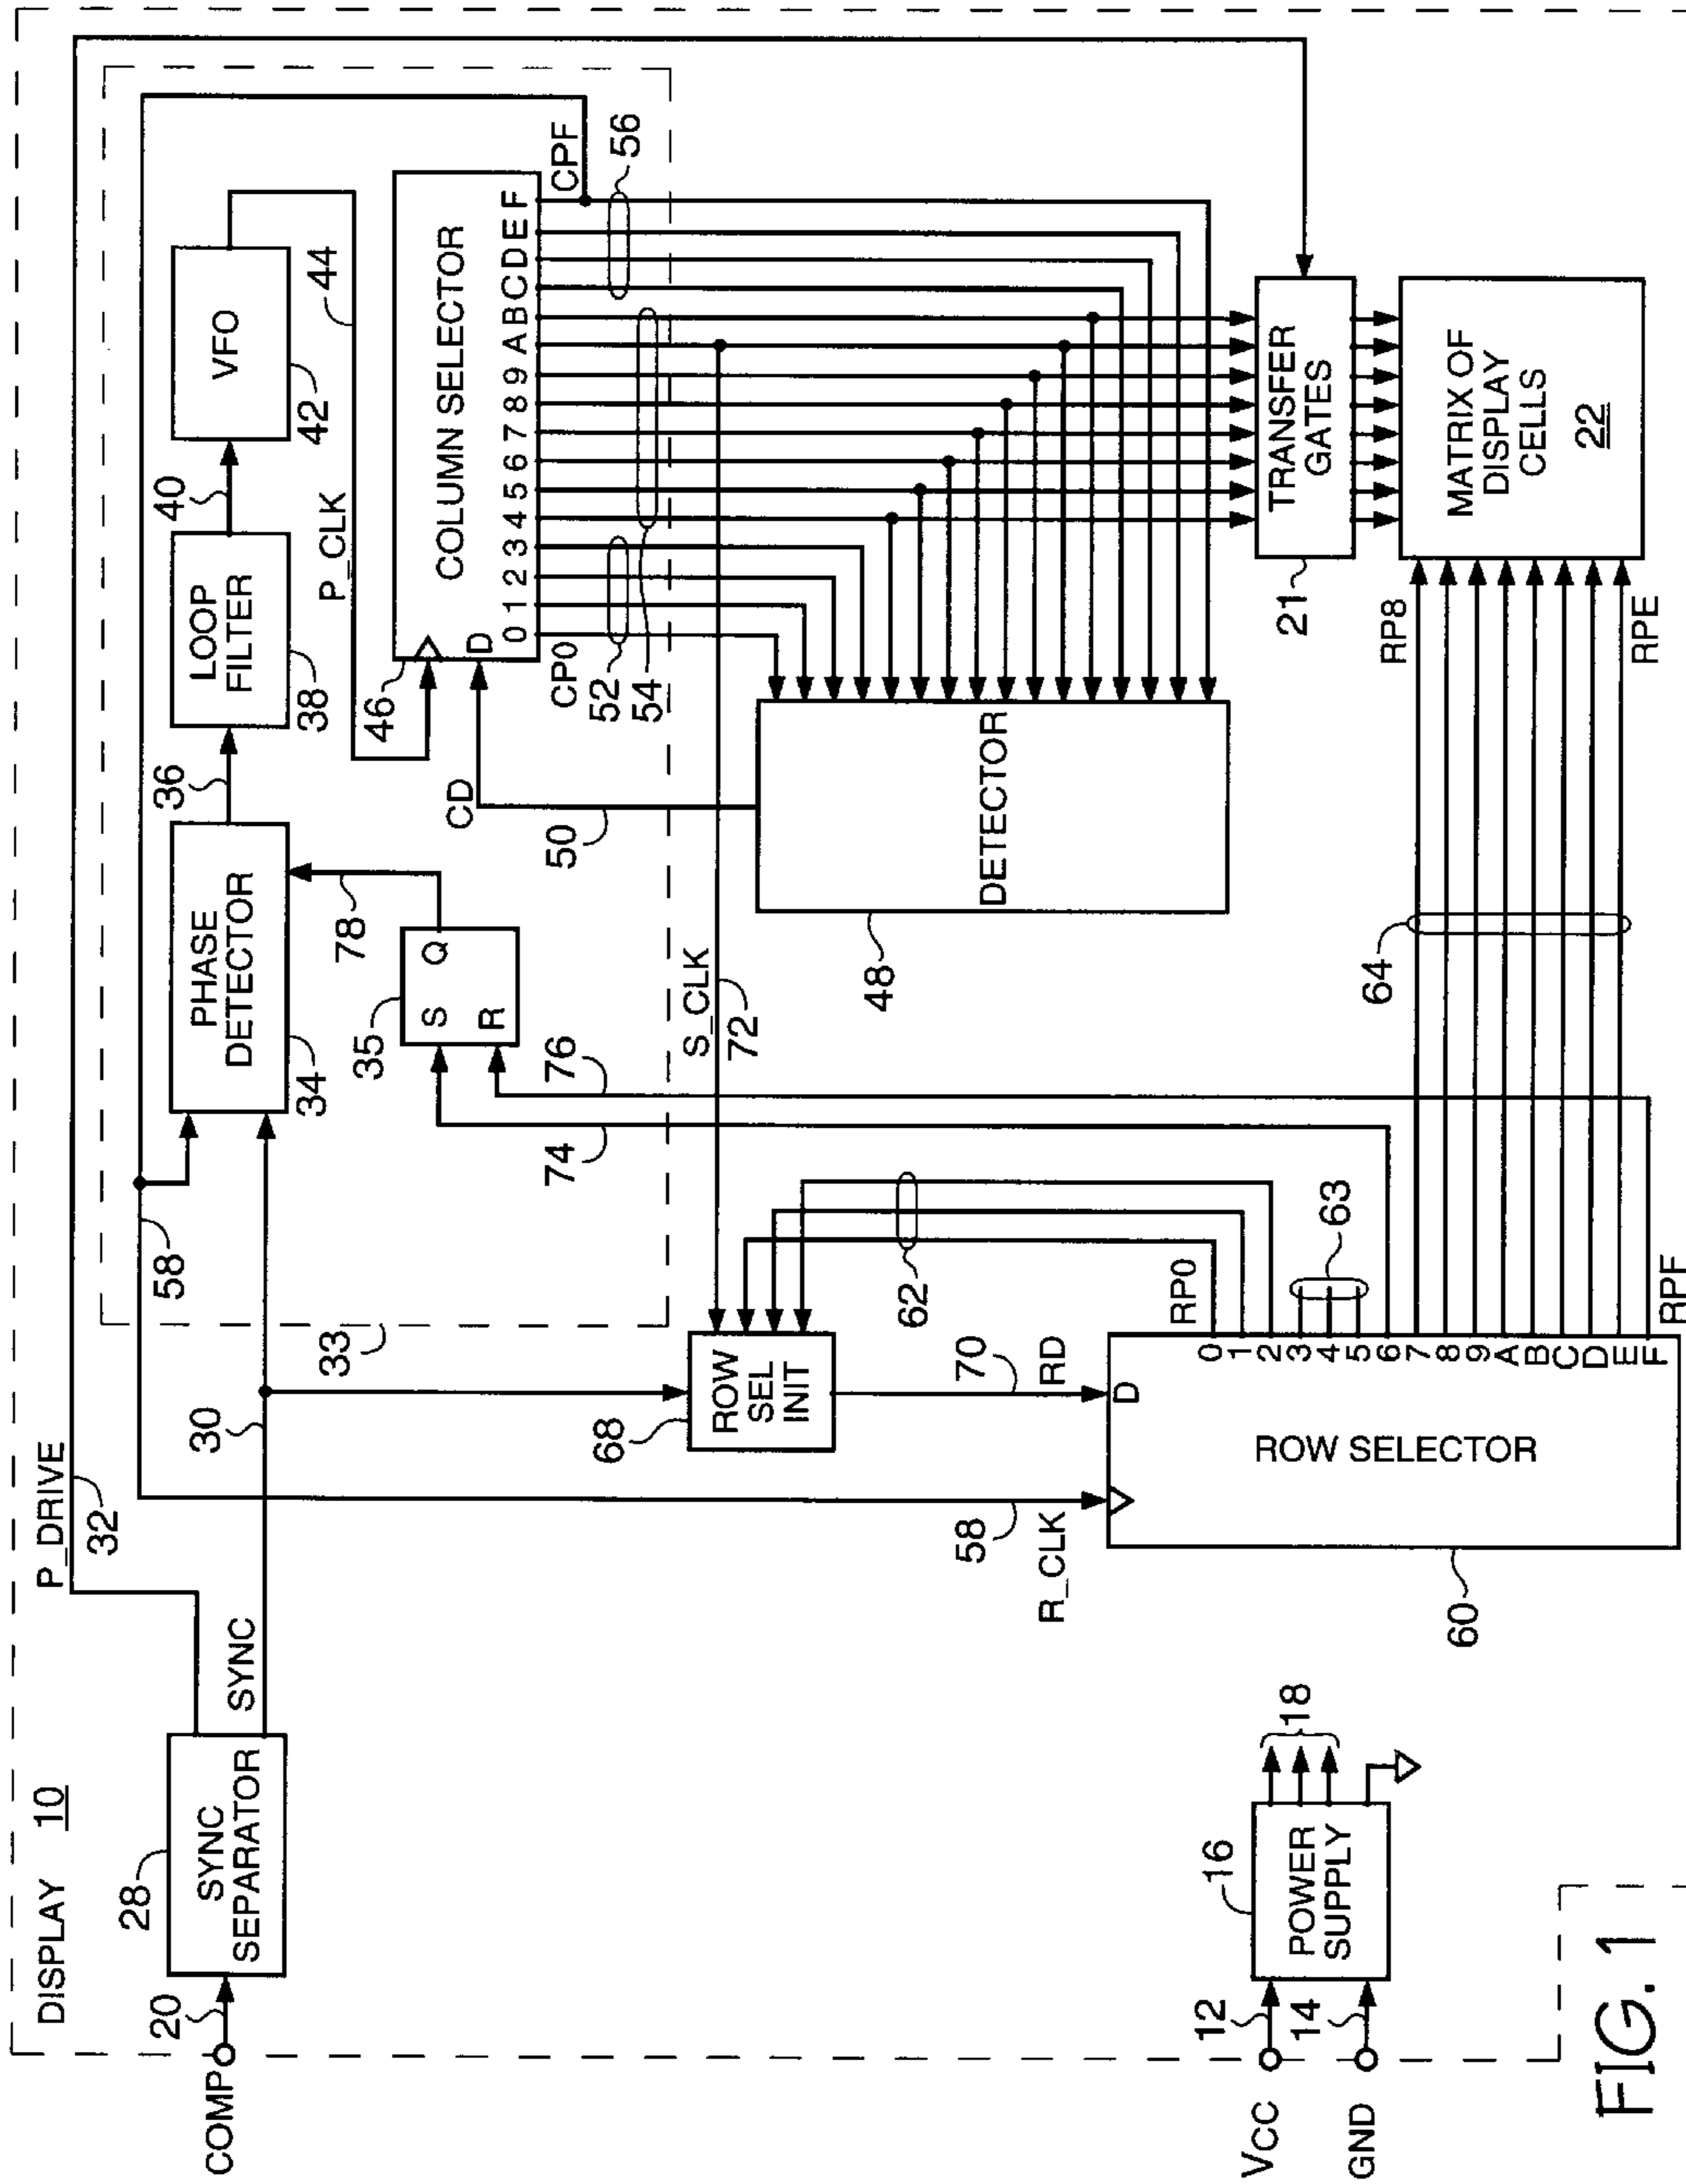 DISPLAY 10
COMP
20
28
SYNC
SEPARATOR
P_DRIVE
32
SYNC
30
58
33
PHASE
DETECTOR
34
36
LOOP
FILTER
38
40
VFO
42
44
P_CLK
78
35
S Q
R
74
76
46
COLUMN SELECTOR
D
0 1 2 3 4 5 6 7 8 9 A B C D E F
CP0
CPF
52
54
56
CD
50
S_CLK
72
DETECTOR
48
TRANSFER
GATES
21
MATRIX OF
DISPLAY
CELLS
22
RP8
RPE
64
ROW
SEL
INIT
68
62
70
RD
58
R_CLK
D
ROW SELECTOR
60
RP0
0
1
2
3
4
5
6
7
8
9
A
B
C
D
E
F
RPF
63
VCC
12
GND
14
16
POWER
SUPPLY
18
FIG. 1